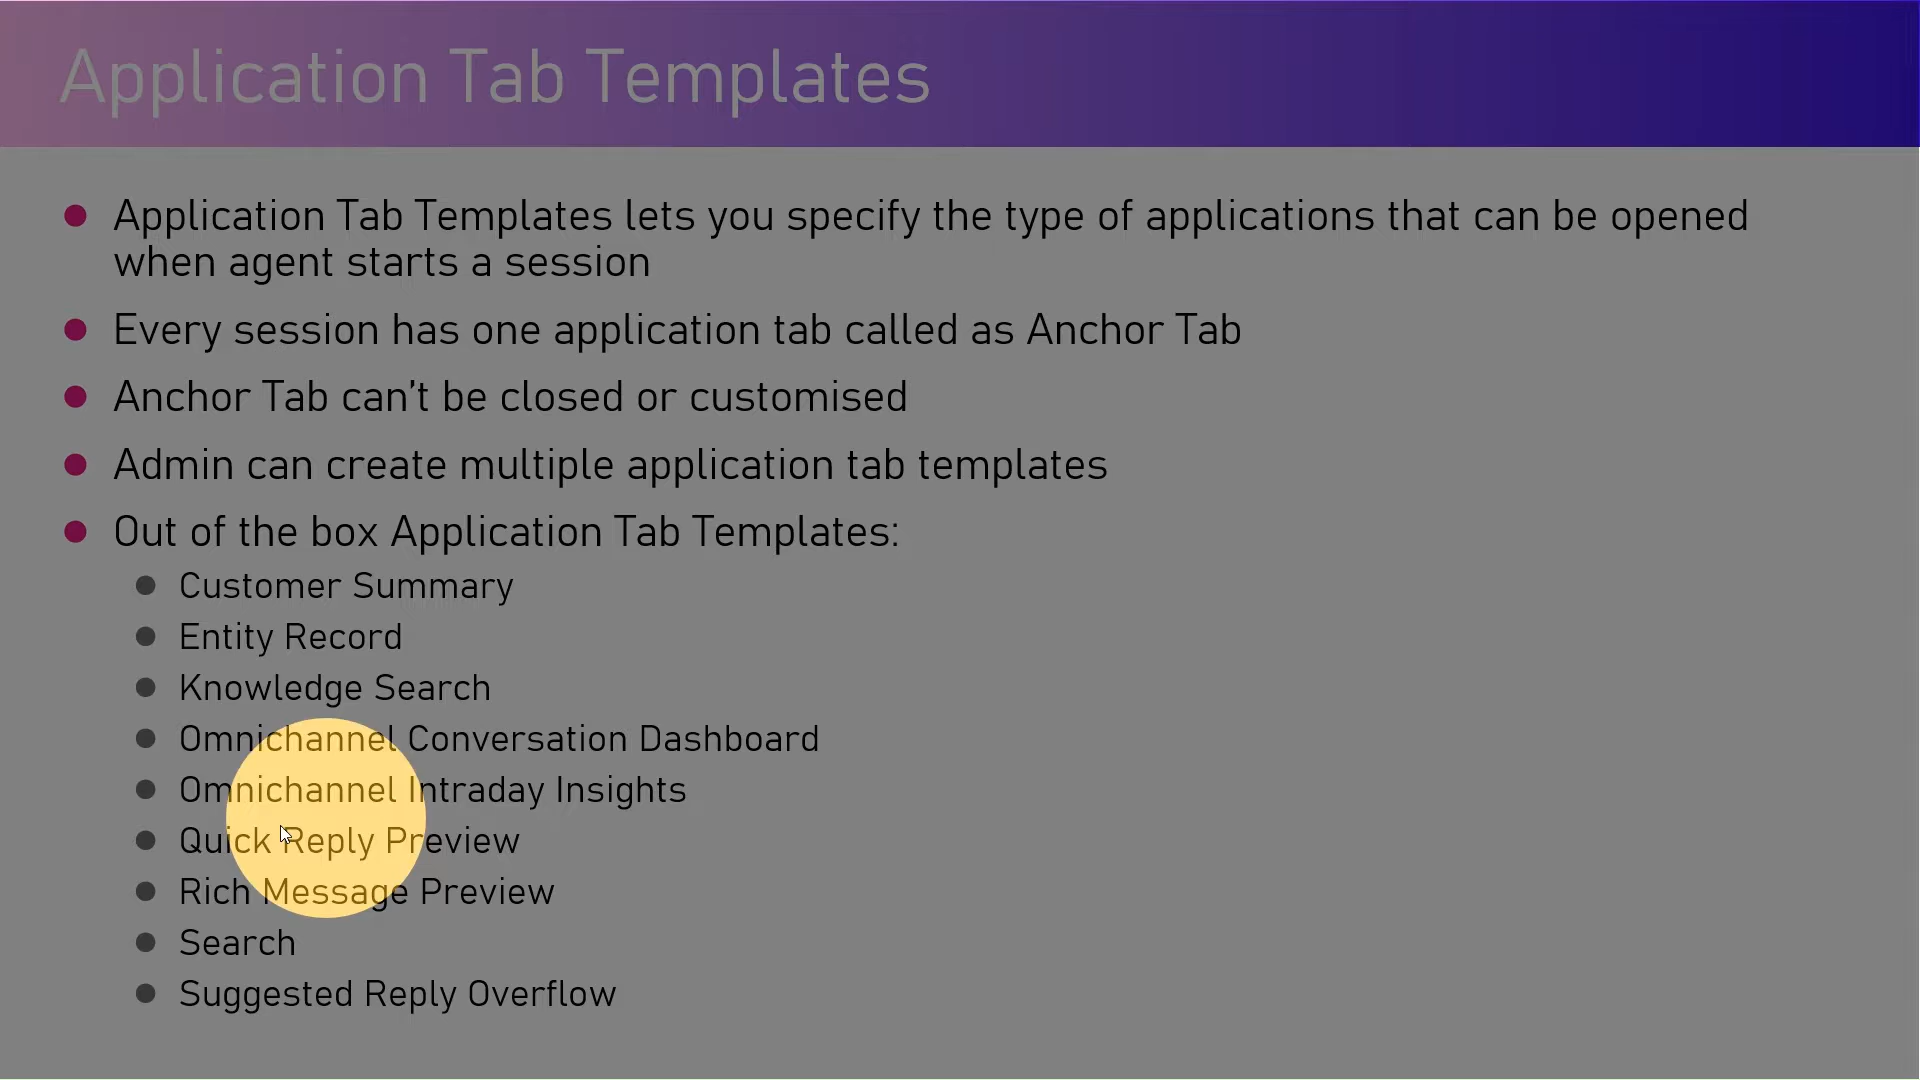 Application Tab Templates
Application Tab Templates lets you specify the type of applications that can be opened
when agent starts a session
Every session has one application tab called as Anchor Tab
Anchor Tab can't be closed or customised
Admin can create multiple application tab templates
Out of the box Application Tab Templates:
Customer Summary
Entity Record
Knowledge Search
Omnichannel Conversation Dashboard
Omnichannel Intraday Insights
Quick Reply Preview
Rich Message Preview
Search
Suggested Reply Overflow